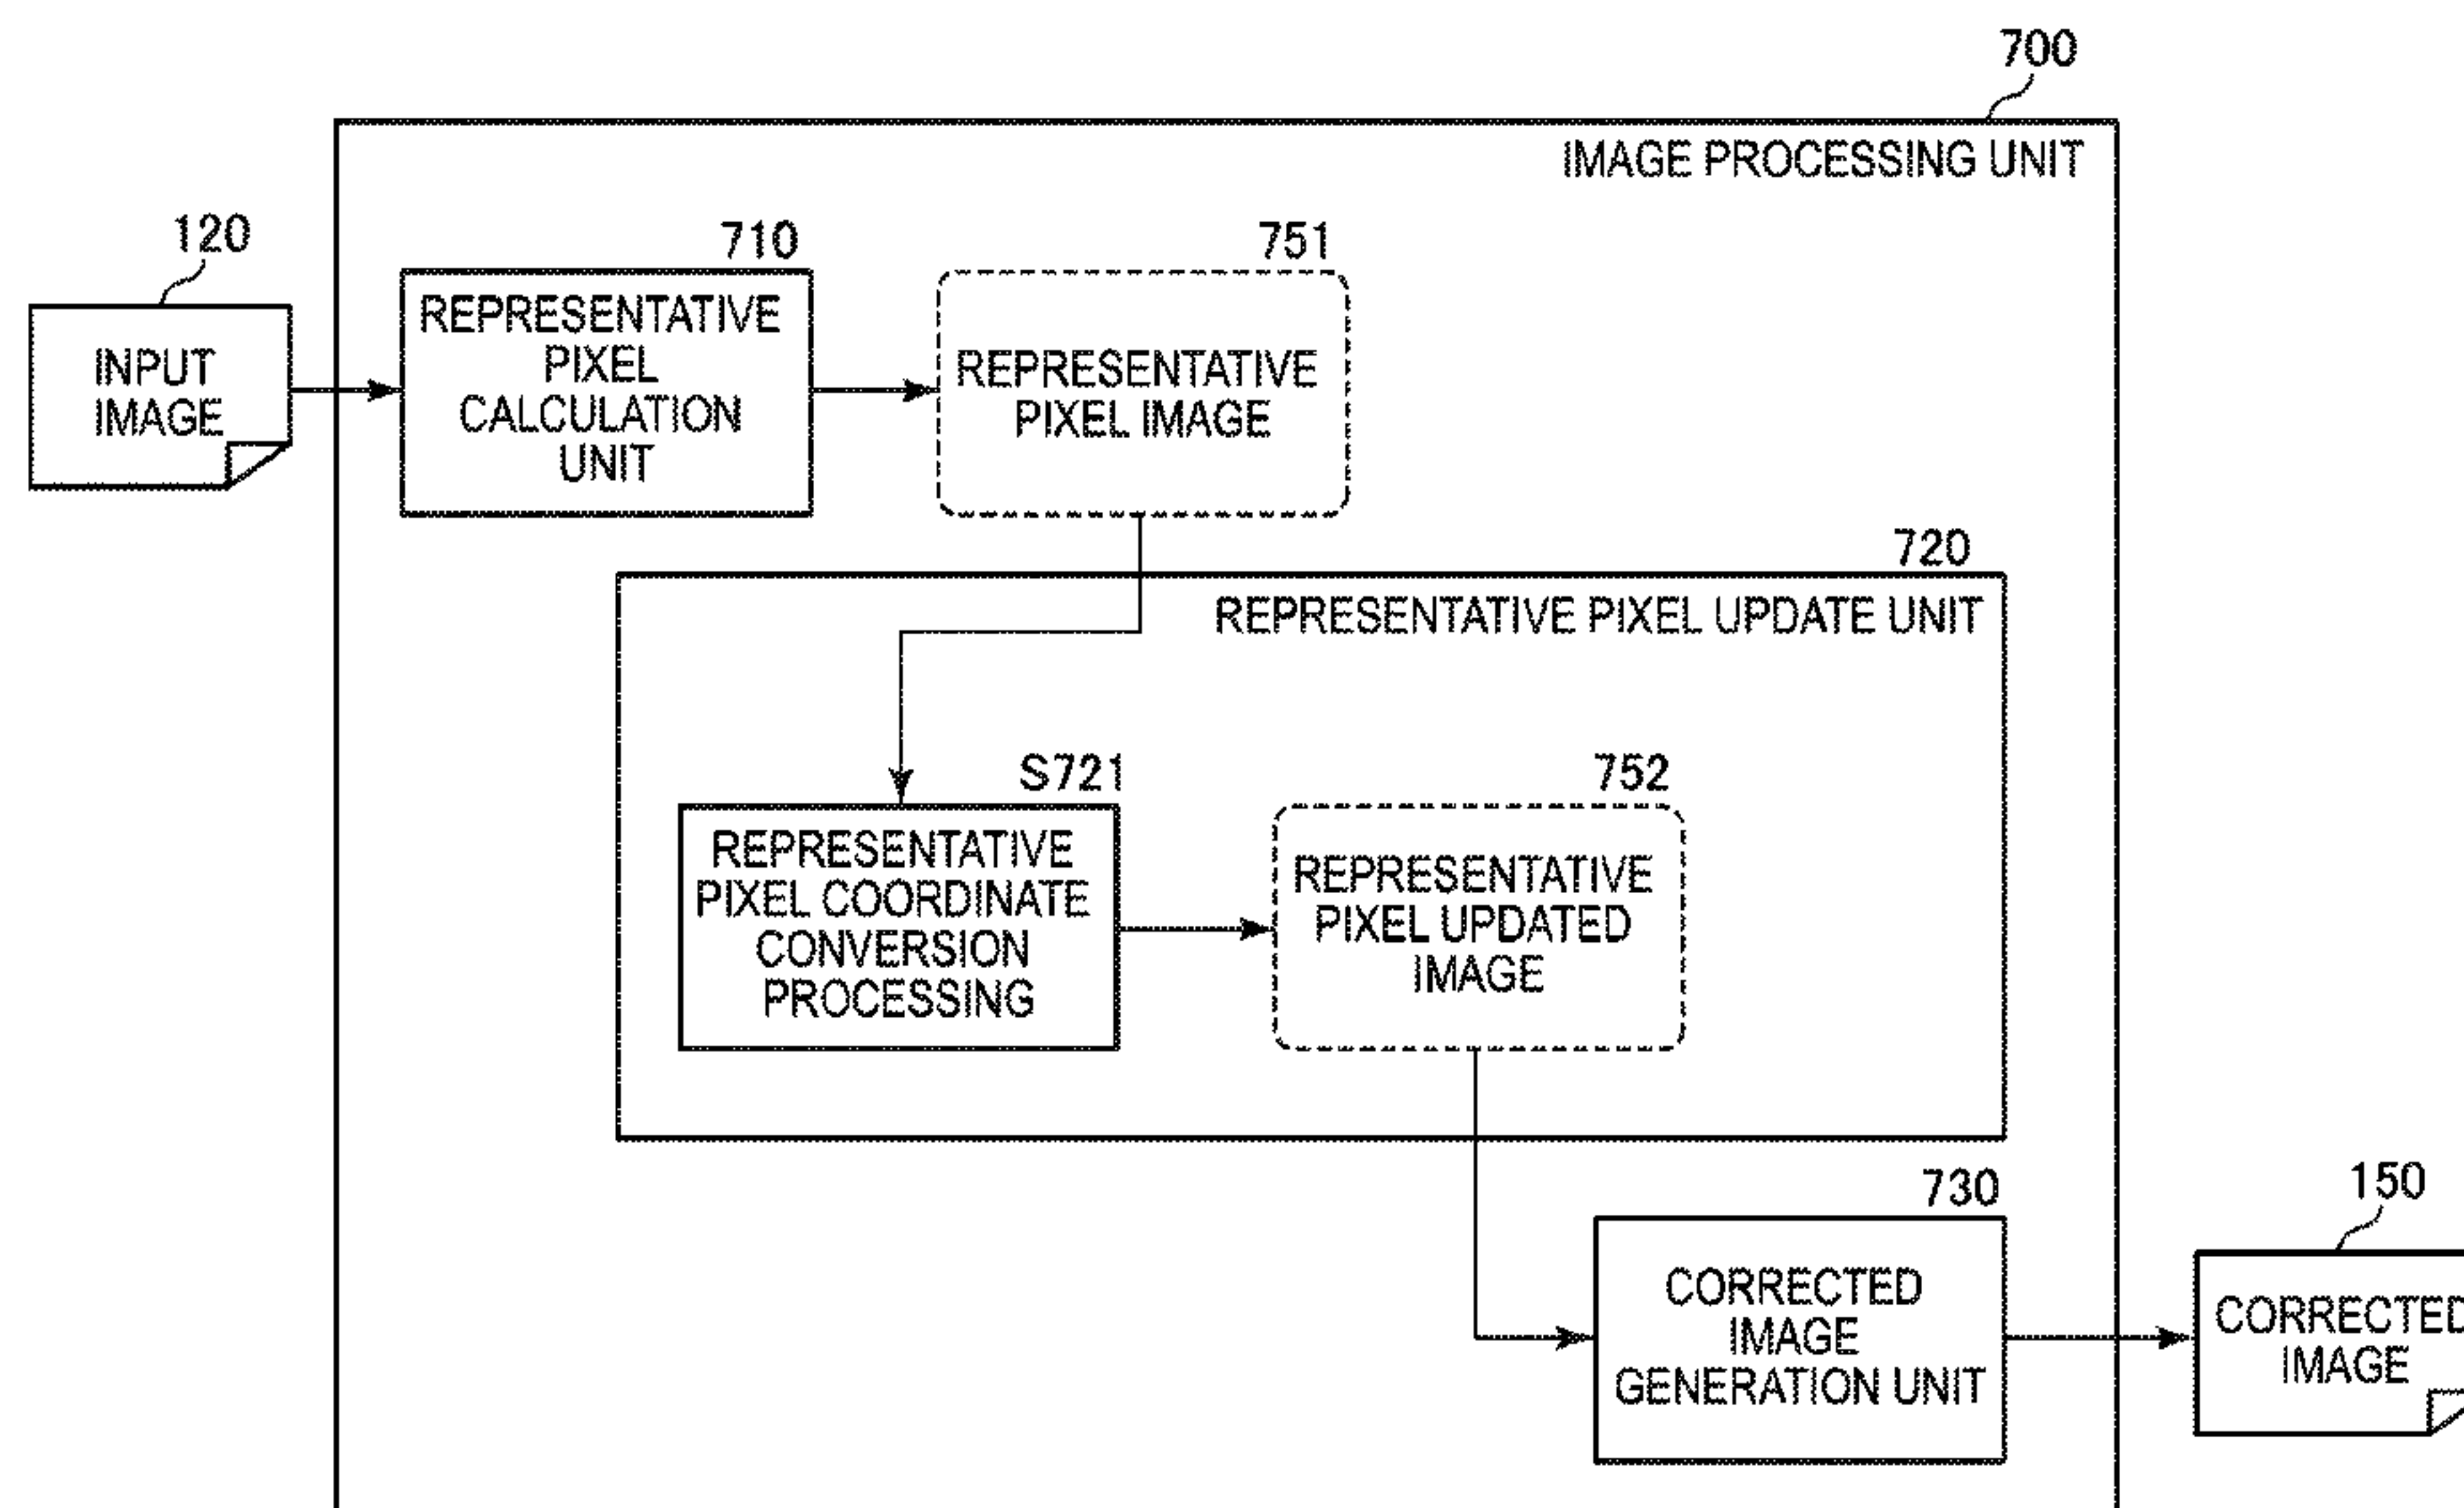 700
IMAGE PROCESSING UNIT
120
INPUT
IMAGE
710
REPRESENTATIVE
PIXEL
CALCULATION
UNIT
751
REPRESENTATIVE
PIXEL IMAGE
720
REPRESENTATIVE PIXEL UPDATE UNIT
S721
REPRESENTATIVE
PIXEL COORDINATE
CONVERSION
PROCESSING
752
REPRESENTATIVE
PIXEL UPDATED
IMAGE
730
CORRECTED
IMAGE
GENERATION UNIT
150
CORRECTED
IMAGE